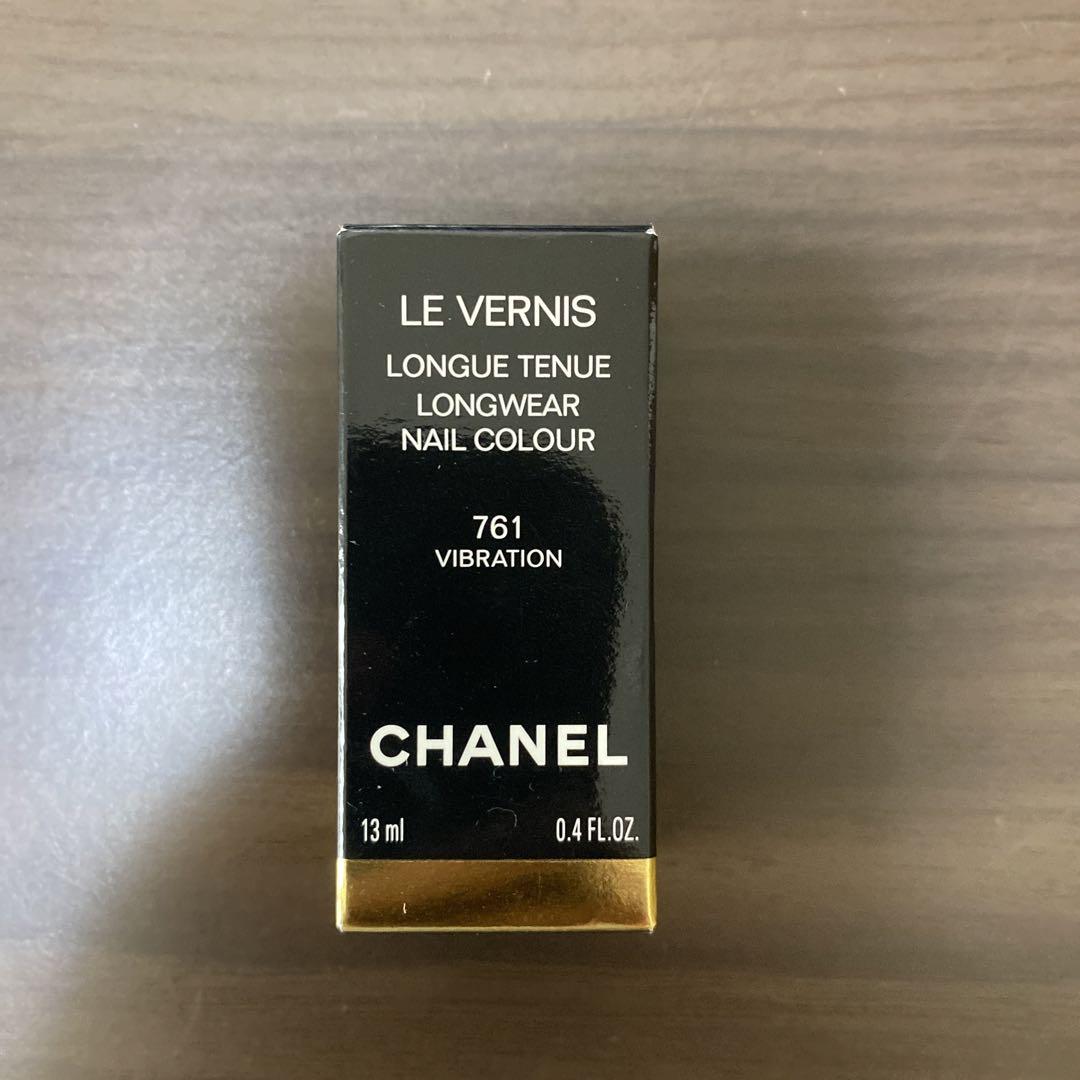 LE VERNIS
LONGUE TENUE
LONGWEAR
NAIL COLOUR
761
VIBRATION
CHANEL
13 ml 0.4 FL.OZ.